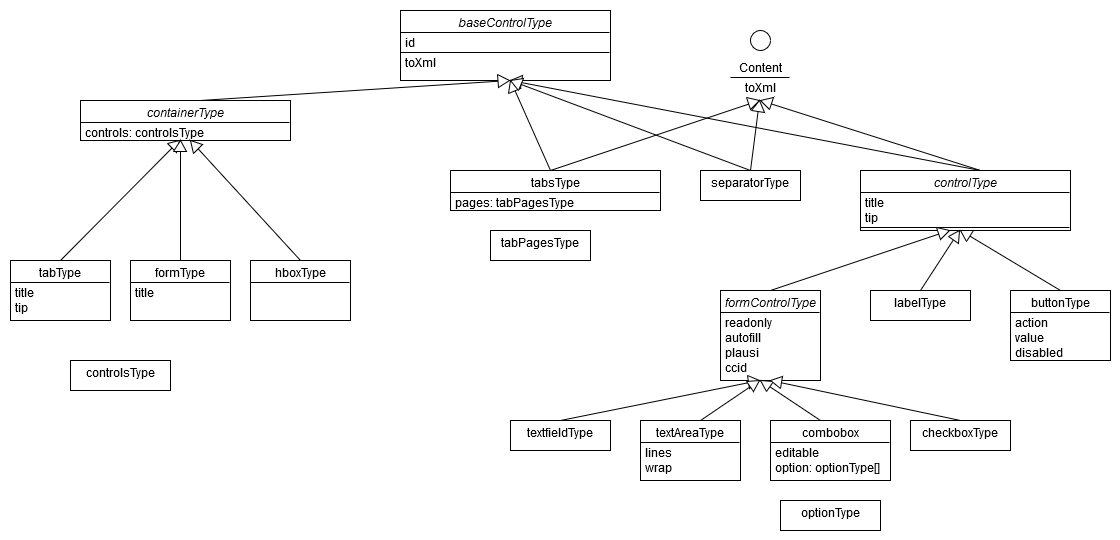 baseControlType
id
toXml
Content
toXml
containerType
controls: controlsType
tabsType
pages: tabPagesType
separatorType
controlType
title
tip
tabPagesType
tabType
title
tip
formType
title
hboxType
formControlType
readonly
autofill
plausi
ccid
labelType
buttonType
action
value
disabled
controlsType
textfieldType
textAreaType
lines
wrap
combobox
editable
option: optionType[]
checkboxType
optionType